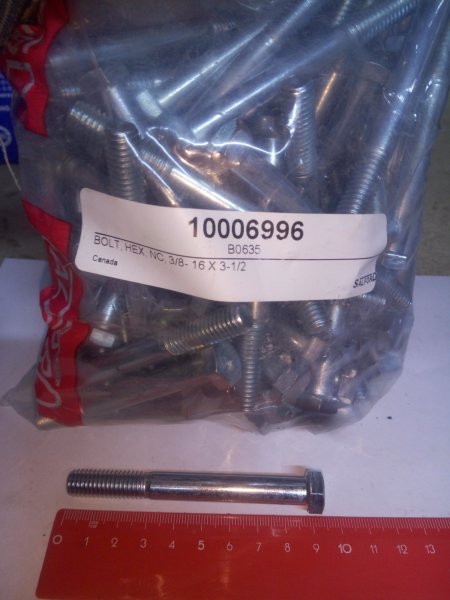 10006996
B0635
BOLT, HEX, NC, 3/8- 16 X 3-1/2
Canada
0 1 2 3 4 5 6 7 8 9 10 11 12 13